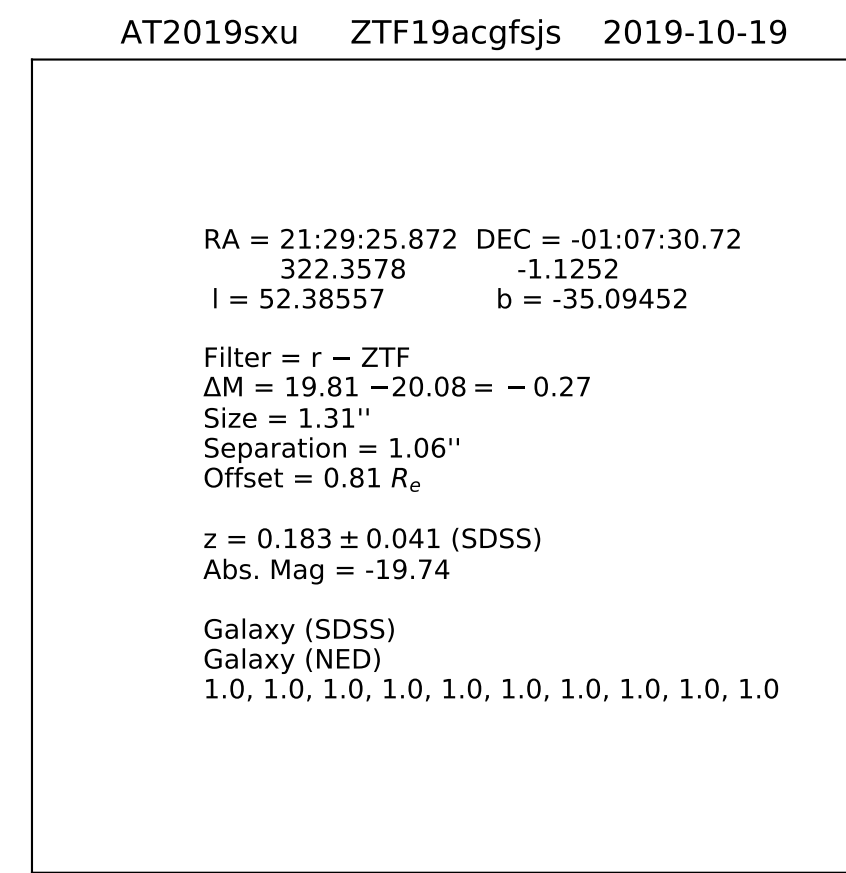 AT2019sxu ZTF19acgfsjs 2019-10-19
RA = 21:29:25.872 DEC = -01:07:30.72
322.3578 -1.1252
l = 52.38557 b = -35.09452
Filter = r − ZTF
ΔM = 19.81 −20.08 = − 0.27
Size = 1.31''
Separation = 1.06''
Offset = 0.81 Re
z = 0.183 ± 0.041 (SDSS)
Abs. Mag = -19.74
Galaxy (SDSS)
Galaxy (NED)
1.0, 1.0, 1.0, 1.0, 1.0, 1.0, 1.0, 1.0, 1.0, 1.0